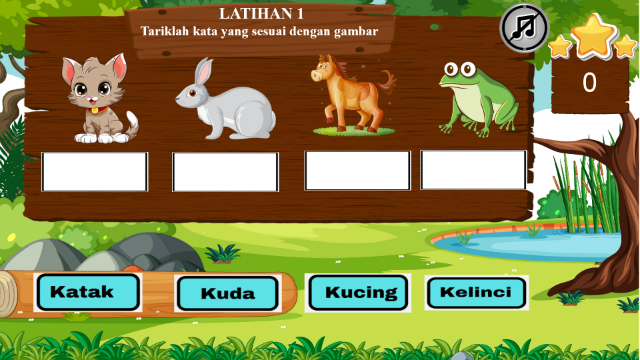 LATIHAN 1
Tariklah kata yang sesuai dengan gambar
0
Katak
Kuda
Kucing
Kelinci